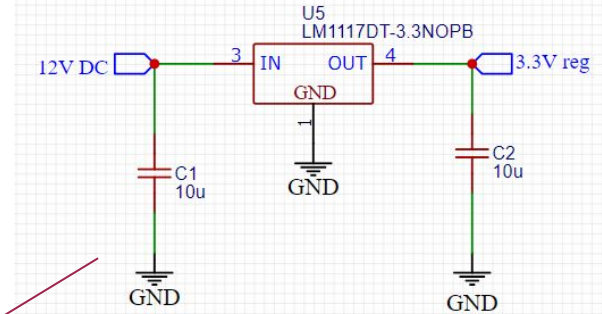 U5
LM1117DT-3.3NOPB
12V DC
3
IN
OUT
4
3.3V reg
GND
1
GND
C1
10u
C2
10u
GND
GND